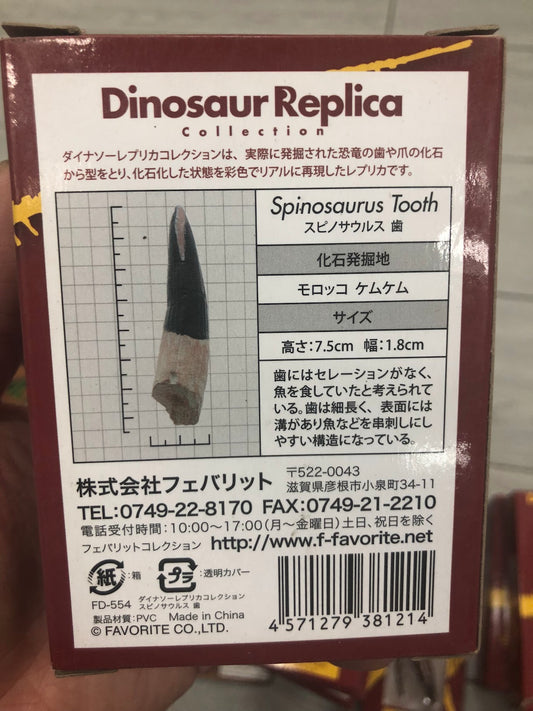 Dinosaur Replica
Collection
ダイナソーレプリカコレクションは、実際に発掘された恐竜の歯や爪の化石
から型をとり、化石化した状態を彩色でリアルに再現したレプリカです。
Spinosaurus Tooth
スピノサウルス 歯
化石発掘地
モロッコ ケムケム
サイズ
高さ:7.5cm 幅:1.8cm
歯にはセレーションがなく、
魚を食していたと考えられて
いる。歯は細長く、表面には
溝があり魚などを串刺しにし
やすい構造になっている。
株式会社フェバリット
〒522-0043
滋賀県彦根市小泉町34-11
TEL:0749-22-8170 FAX:0749-21-2210
電話受付時間:10:00〜17:00(月〜金曜日)土日、祝日を除く
フェバリットコレクション http://www.f-favorite.net
紙 :箱
プラ :透明カバー
FD-554 ダイナソーレプリカコレクション
スピノサウルス 歯
製品材質:PVC Made in China
© FAVORITE CO.,LTD.
4 571279 381214